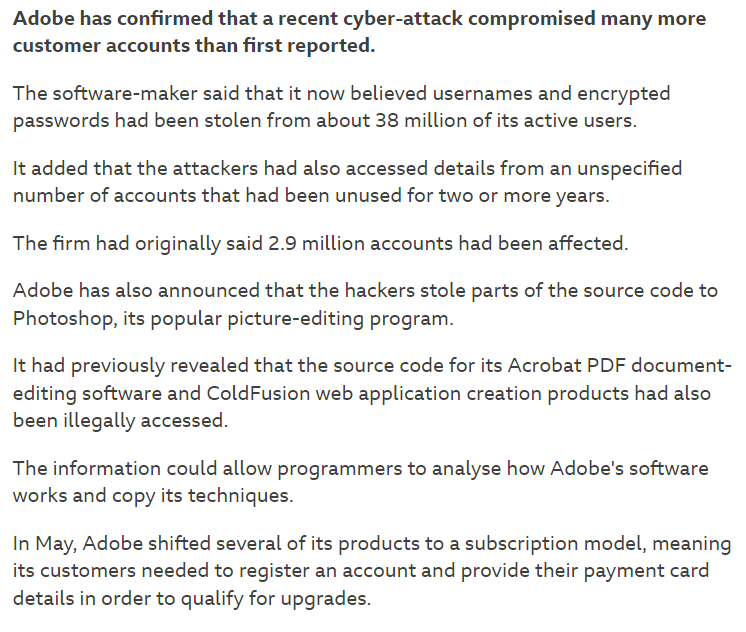 Adobe has confirmed that a recent cyber-attack compromised many more
customer accounts than first reported.
The software-maker said that it now believed usernames and encrypted
passwords had been stolen from about 38 million of its active users.
It added that the attackers had also accessed details from an unspecified
number of accounts that had been unused for two or more years.
The firm had originally said 2.9 million accounts had been affected.
Adobe has also announced that the hackers stole parts of the source code to
Photoshop, its popular picture-editing program.
It had previously revealed that the source code for its Acrobat PDF document-
editing software and ColdFusion web application creation products had also
been illegally accessed.
The information could allow programmers to analyse how Adobe's software
works and copy its techniques.
In May, Adobe shifted several of its products to a subscription model, meaning
its customers needed to register an account and provide their payment card
details in order to qualify for upgrades.